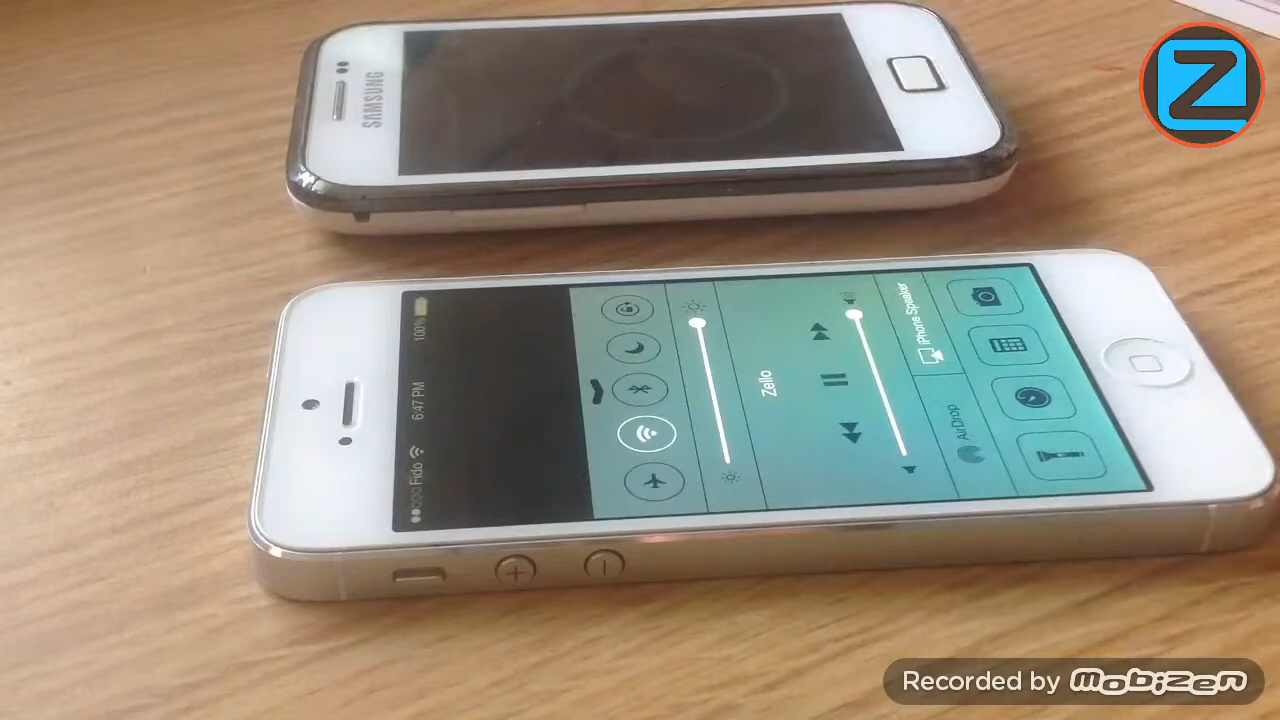 SAMSUNG
Fido
6:47 PM
100%
Zello
AirDrop
iPhone Speaker
Z
Recorded by Mobizen